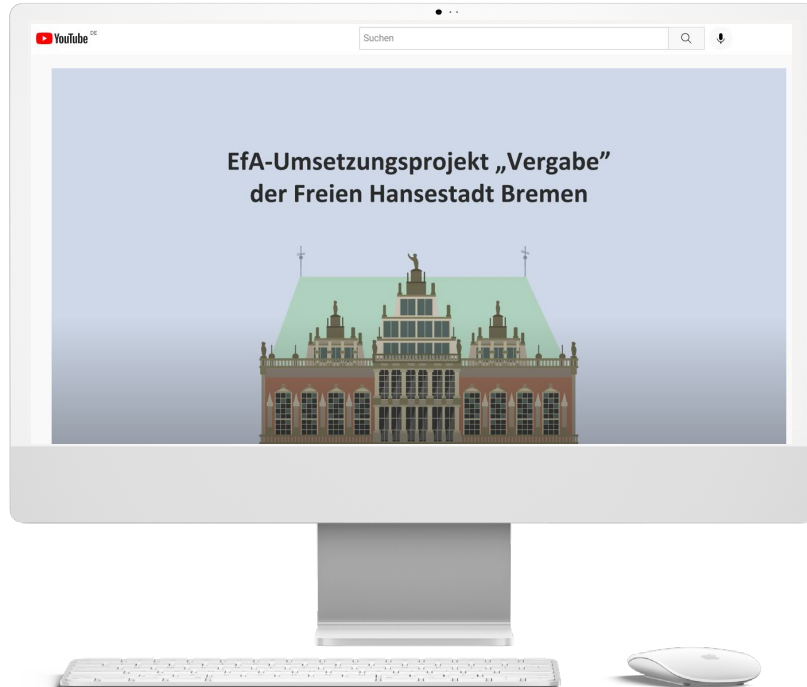 YouTube DE
Suchen
EfA-Umsetzungsprojekt „Vergabe”
der Freien Hansestadt Bremen